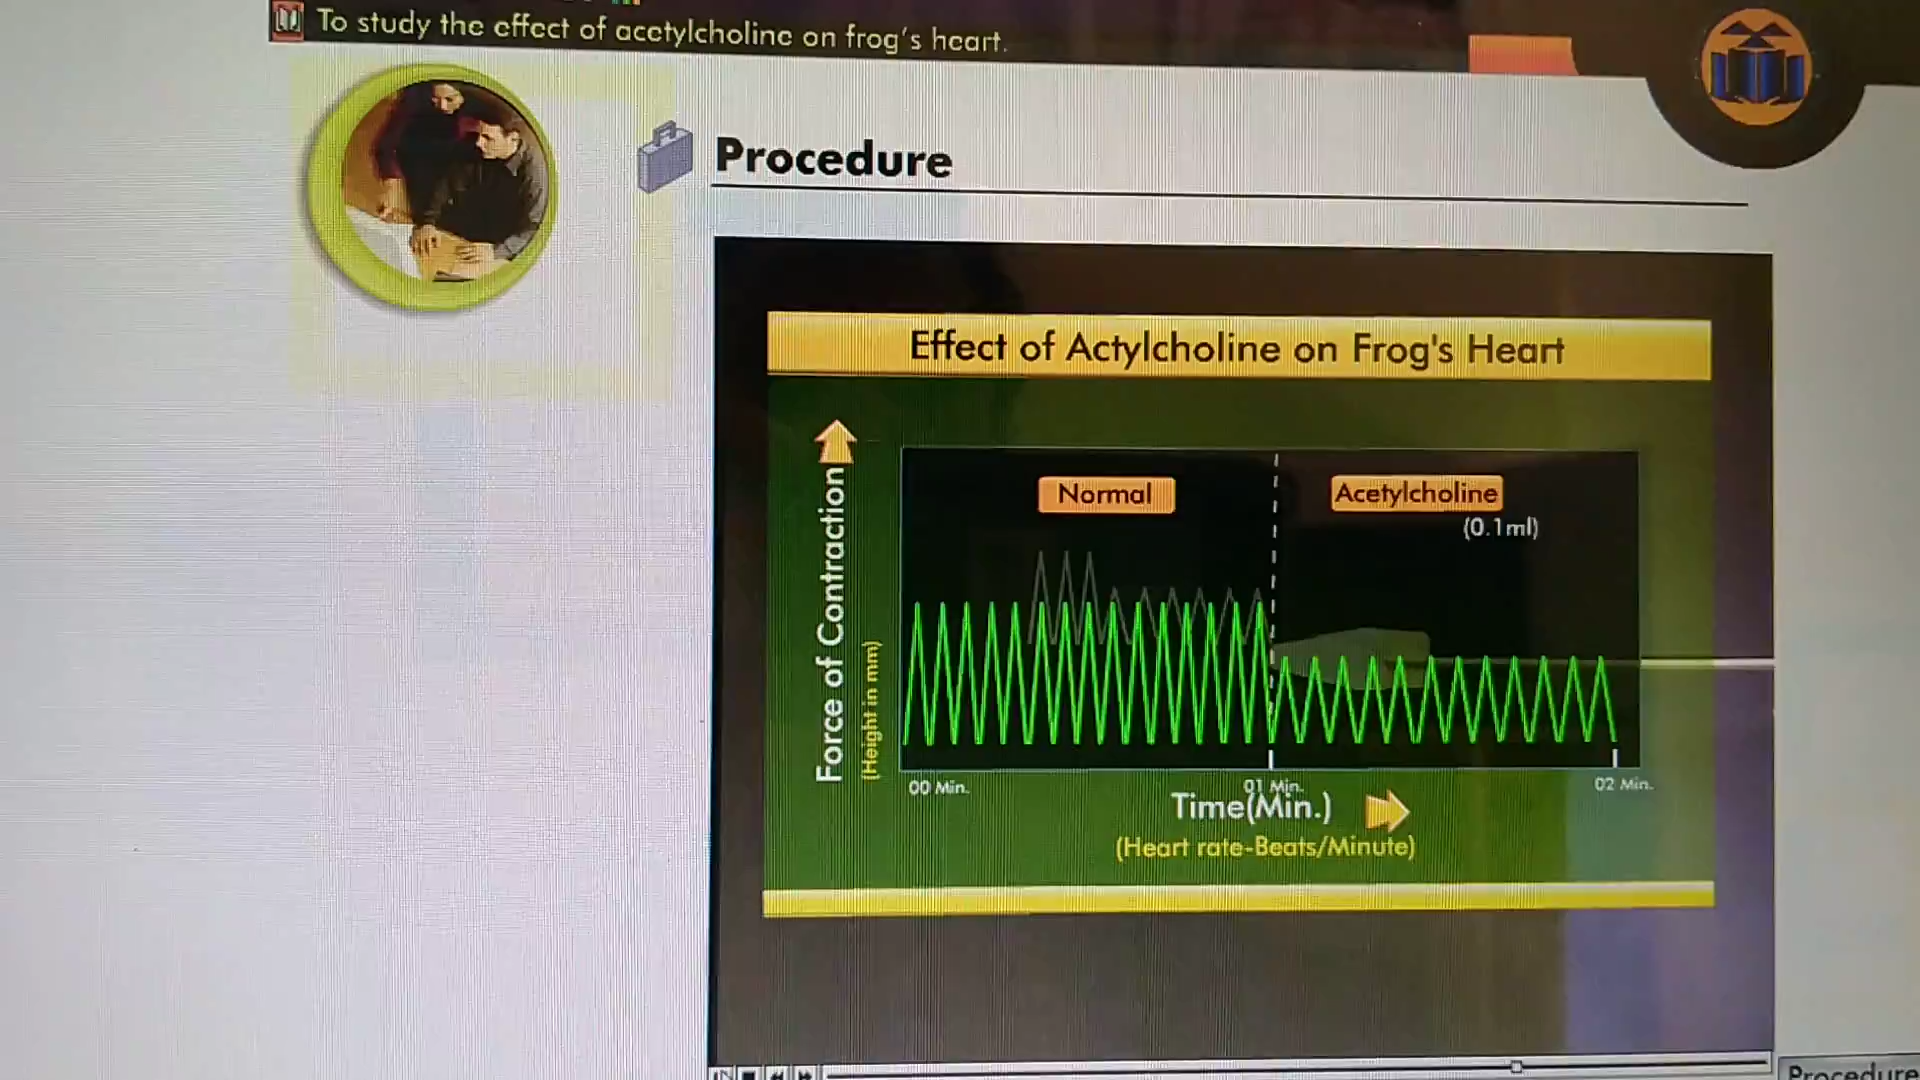 To study the effect of acetylcholine on frog's heart.
Procedure
Effect of Actylcholine on Frog's Heart
Force of Contraction
(Height in mm)
Normal
Acetylcholine
(0.1ml)
00 Min.
01 Min.
02 Min.
Time(Min.)
(Heart rate-Beats/Minute)
Procedure